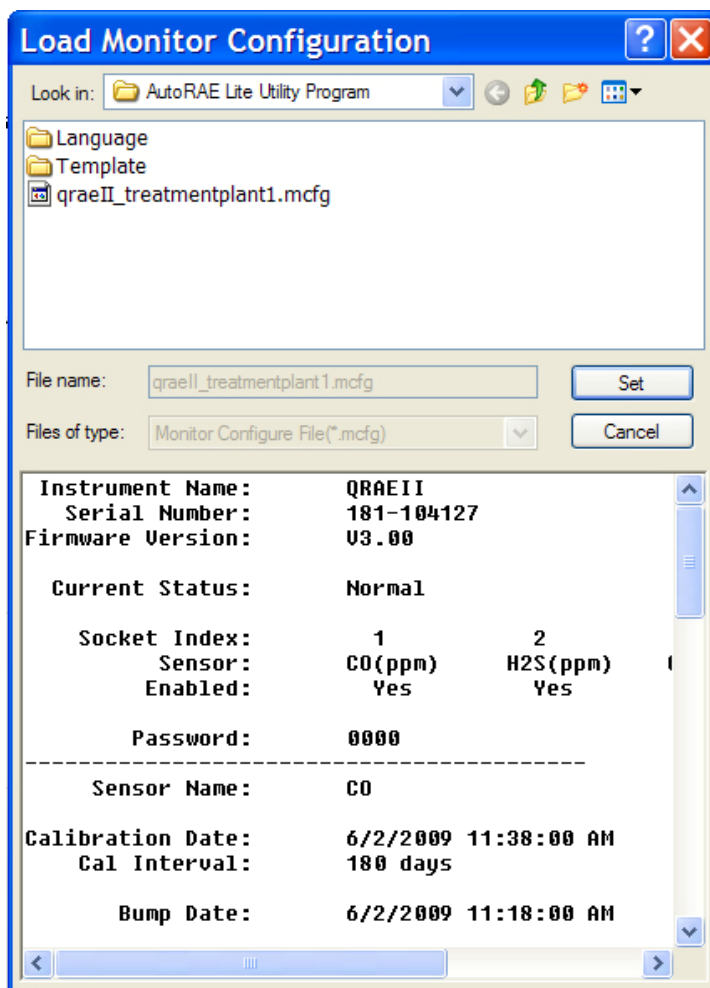 Load Monitor Configuration
Look in: AutoRAE Lite Utility Program
Language
Template
qraeII_treatmentplant1.mcfg
File name: qraeII_treatmentplant1.mcfg Set
Files of type: Monitor Configure File(*.mcfg) Cancel
Instrument Name: QRAEII
Serial Number: 181-104127
Firmware Version: V3.00
Current Status: Normal
Socket Index: 1 2
Sensor: CO(ppm) H2S(ppm)
Enabled: Yes Yes
Password: 0000
------------------------------------------
Sensor Name: CO
Calibration Date: 6/2/2009 11:38:00 AM
Cal Interval: 180 days
Bump Date: 6/2/2009 11:18:00 AM